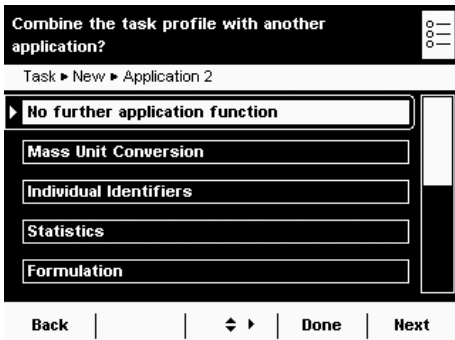 Combine the task profile with another
application?
Task ▸ New ▸ Application 2
No further application function
Mass Unit Conversion
Individual Identifiers
Statistics
Formulation
Back Done Next